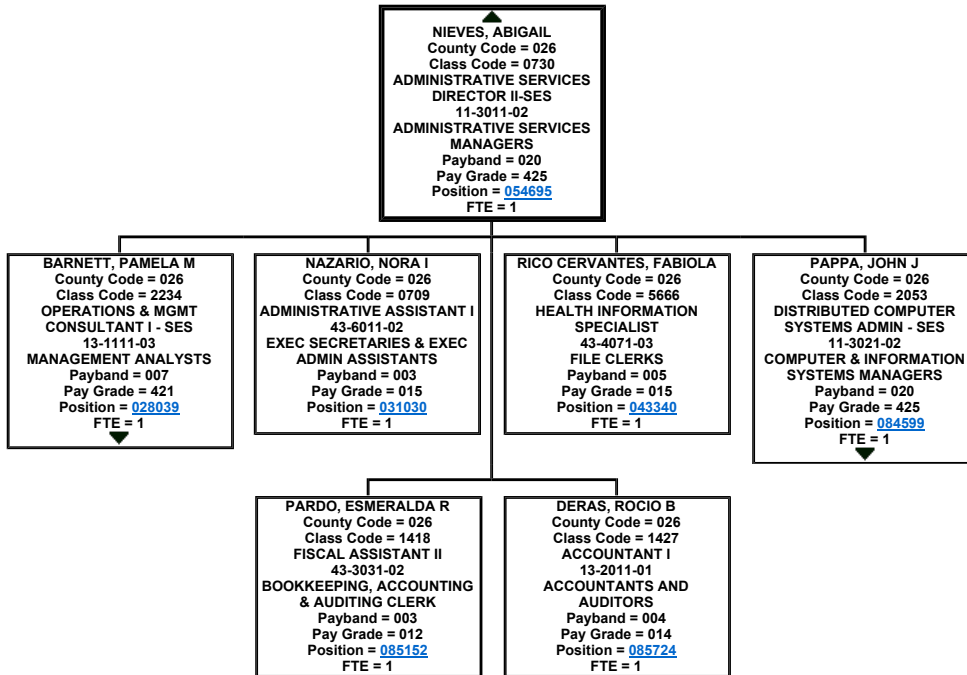 NIEVES, ABIGAIL
County Code = 026
Class Code = 0730
ADMINISTRATIVE SERVICES
DIRECTOR II-SES
11-3011-02
ADMINISTRATIVE SERVICES
MANAGERS
Payband = 020
Pay Grade = 425
Position = 054695
FTE = 1
BARNETT, PAMELA M
County Code = 026
Class Code = 2234
OPERATIONS & MGMT
CONSULTANT I - SES
13-1111-03
MANAGEMENT ANALYSTS
Payband = 007
Pay Grade = 421
Position = 028039
FTE = 1
NAZARIO, NORA I
County Code = 026
Class Code = 0709
ADMINISTRATIVE ASSISTANT I
43-6011-02
EXEC SECRETARIES & EXEC
ADMIN ASSISTANTS
Payband = 003
Pay Grade = 015
Position = 031030
FTE = 1
RICO CERVANTES, FABIOLA
County Code = 026
Class Code = 5666
HEALTH INFORMATION
SPECIALIST
43-4071-03
FILE CLERKS
Payband = 005
Pay Grade = 015
Position = 043340
FTE = 1
PAPPA, JOHN J
County Code = 026
Class Code = 2053
DISTRIBUTED COMPUTER
SYSTEMS ADMIN - SES
11-3021-02
COMPUTER & INFORMATION
SYSTEMS MANAGERS
Payband = 020
Pay Grade = 425
Position = 084599
FTE = 1
PARDO, ESMERALDA R
County Code = 026
Class Code = 1418
FISCAL ASSISTANT II
43-3031-02
BOOKKEEPING, ACCOUNTING
& AUDITING CLERK
Payband = 003
Pay Grade = 012
Position = 085152
FTE = 1
DERAS, ROCIO B
County Code = 026
Class Code = 1427
ACCOUNTANT I
13-2011-01
ACCOUNTANTS AND
AUDITORS
Payband = 004
Pay Grade = 014
Position = 085724
FTE = 1